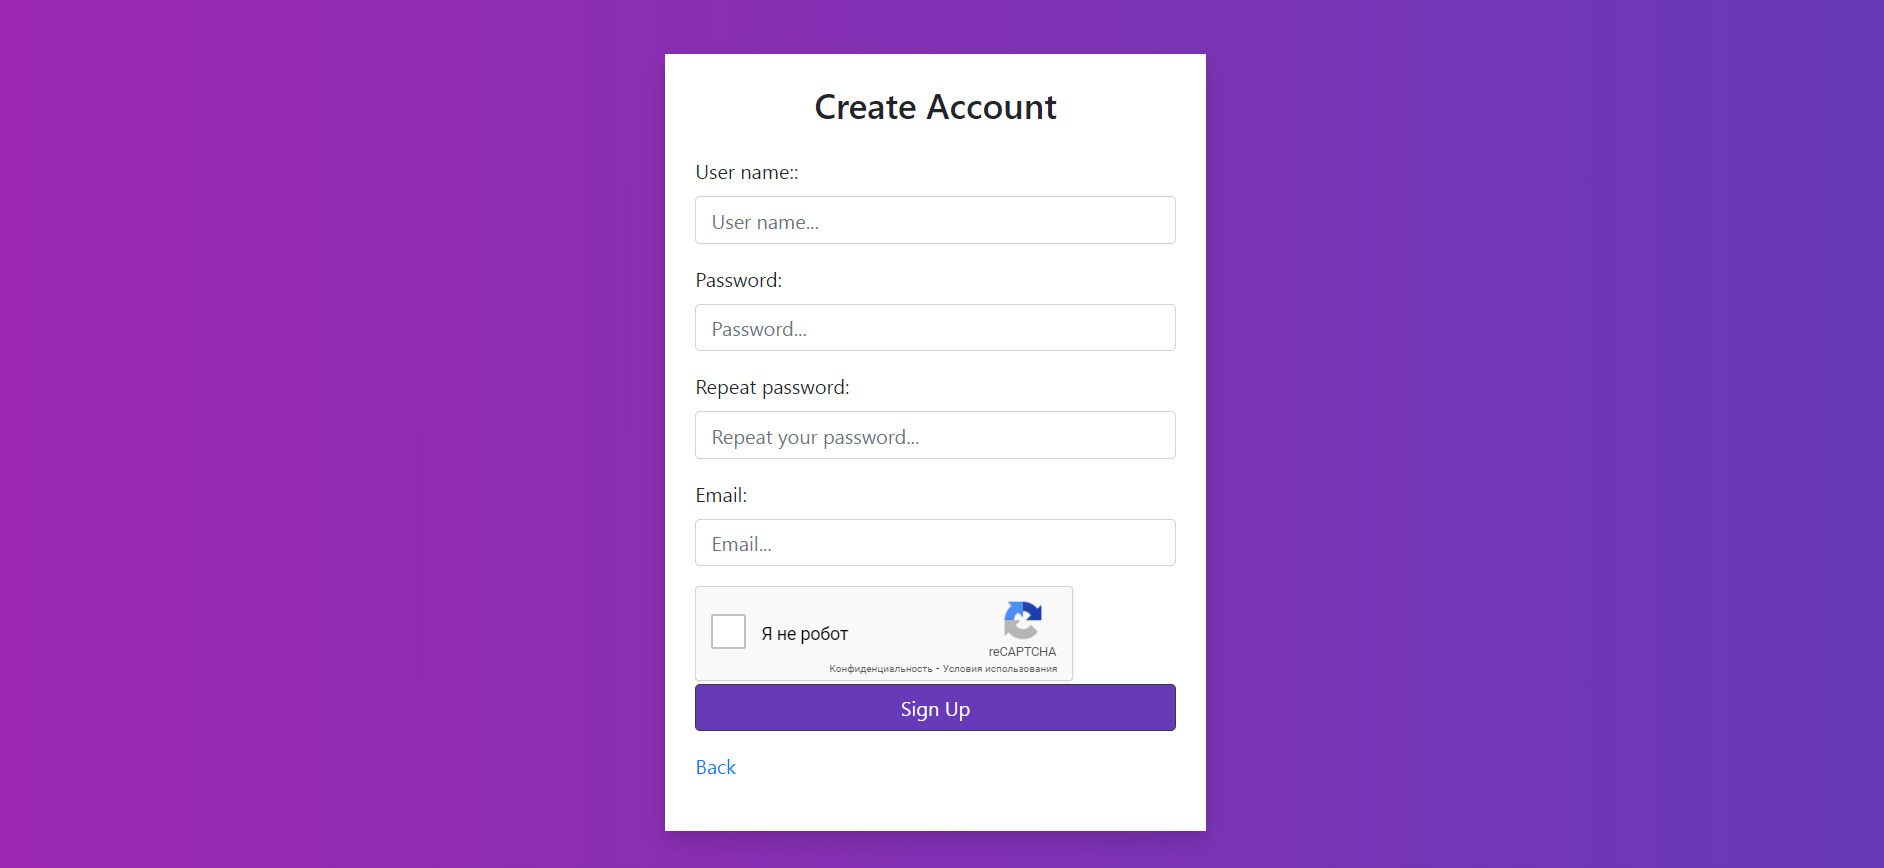 Create Account
User name::
User name...
Password:
Password...
Repeat password:
Repeat your password...
Email:
Email...
Я не робот
reCAPTCHA
Конфиденциальность - Условия использования
Sign Up
Back